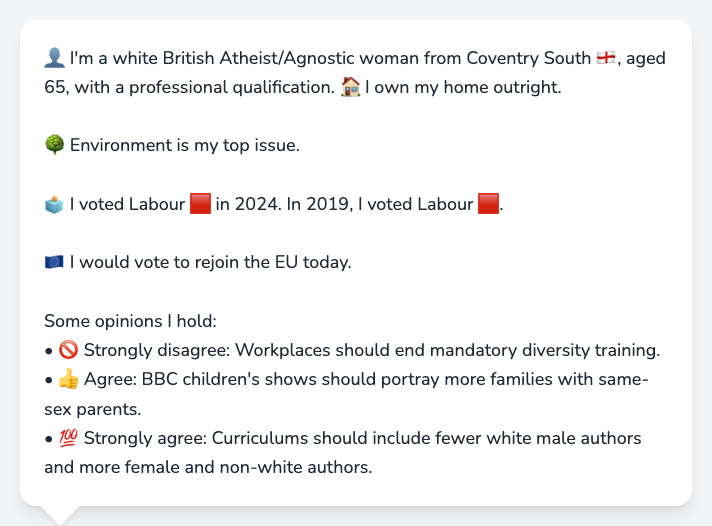 👤 I'm a white British Atheist/Agnostic woman from Coventry South 🏴󠁧󠁢󠁥󠁮󠁧󠁿, aged
65, with a professional qualification. 🏠 I own my home outright.
🌳 Environment is my top issue.
🗳️ I voted Labour 🟥 in 2024. In 2019, I voted Labour 🟥.
🇪🇺 I would vote to rejoin the EU today.
Some opinions I hold:
• 🚫 Strongly disagree: Workplaces should end mandatory diversity training.
• 👍 Agree: BBC children's shows should portray more families with same-
sex parents.
• 💯 Strongly agree: Curriculums should include fewer white male authors
and more female and non-white authors.